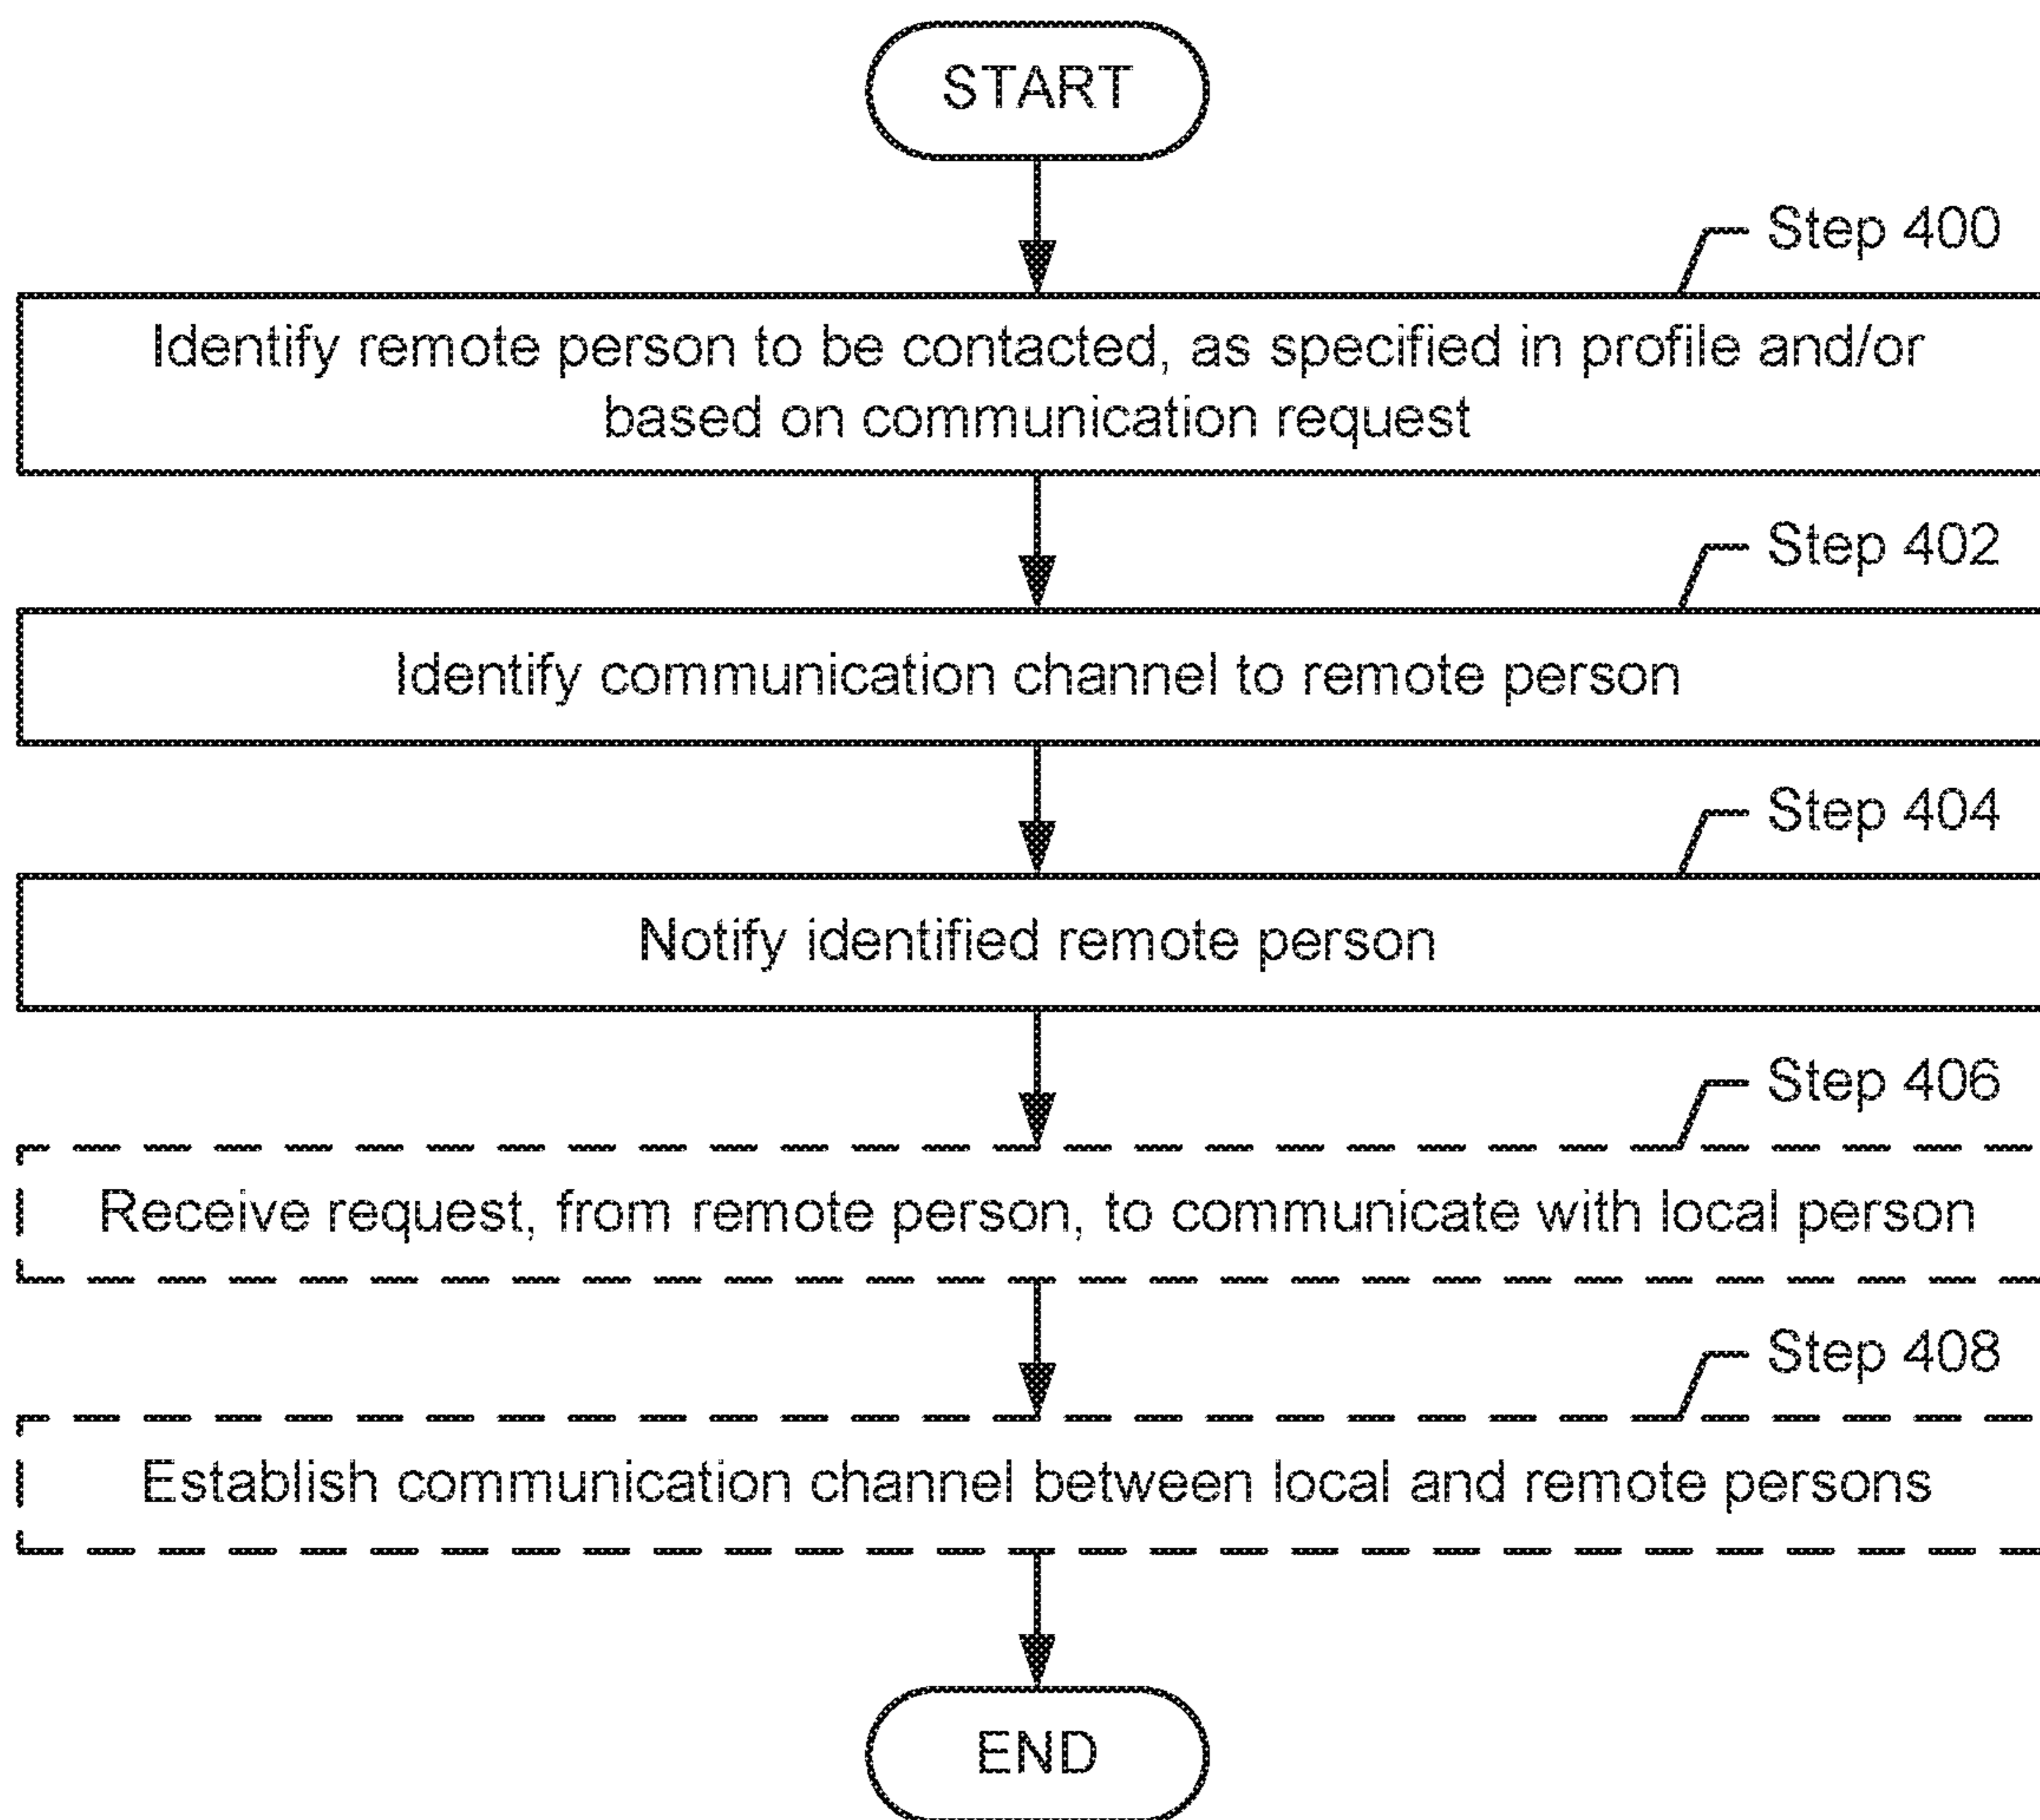 START
Step 400
Identify remote person to be contacted, as specified in profile and/or
based on communication request
Step 402
Identify communication channel to remote person
Step 404
Notify identified remote person
Step 406
Receive request, from remote person, to communicate with local person
Step 408
Establish communication channel between local and remote persons
END